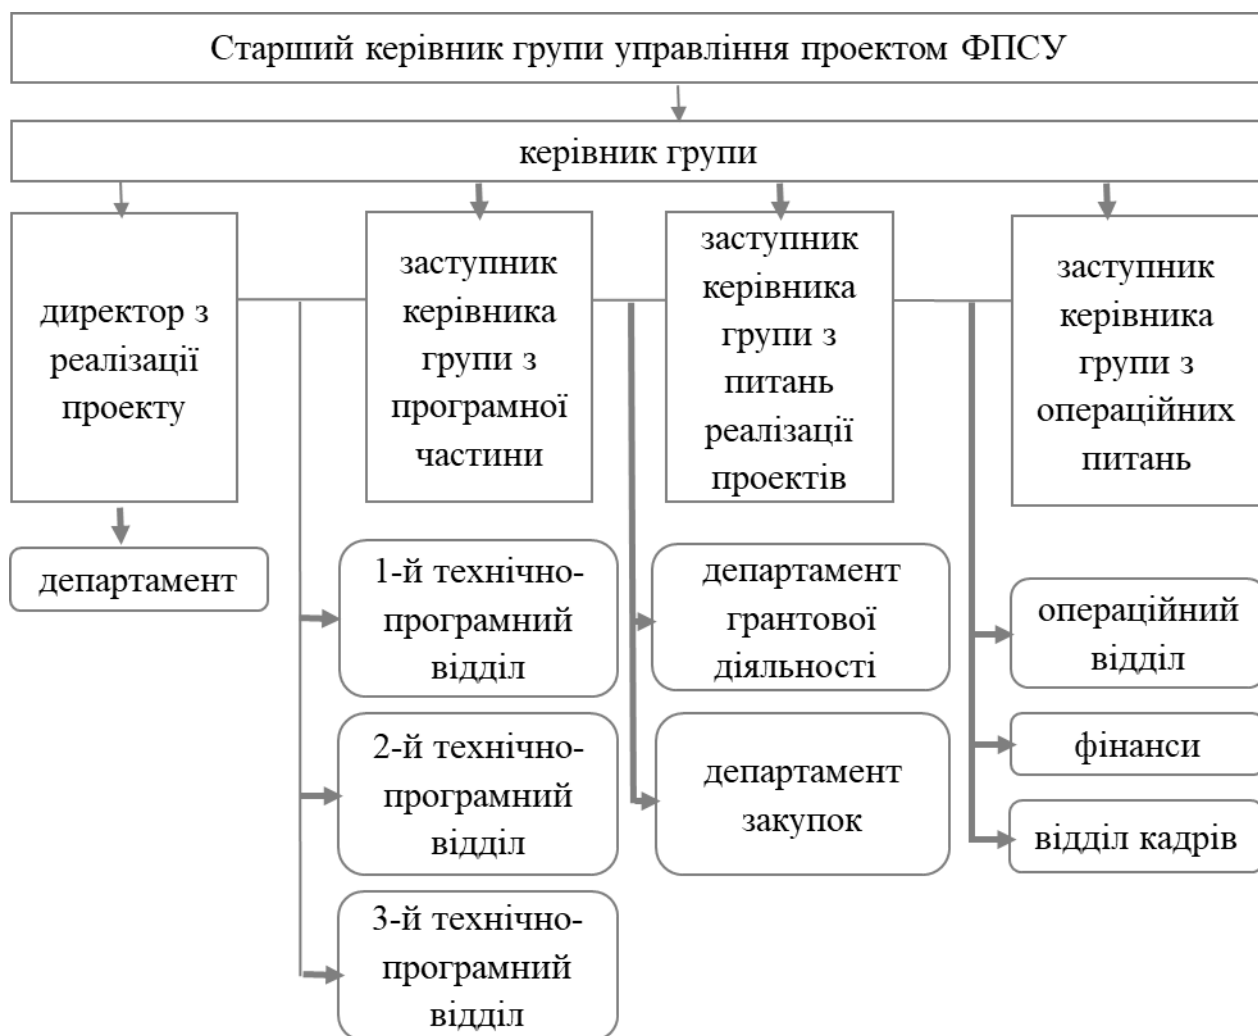 Старший керівник групи управління проектом ФПСУ
керівник групи
директор з
реалізації
проекту
заступник
керівника
групи з
програмної
частини
заступник
керівника
групи з
питань
реалізації
проектів
заступник
керівника
групи з
операційних
питань
департамент
1-й технічно-
програмний
відділ
2-й технічно-
програмний
відділ
3-й технічно-
програмний
відділ
департамент
грантової
діяльності
департамент
закупок
операційний
відділ
фінанси
відділ кадрів